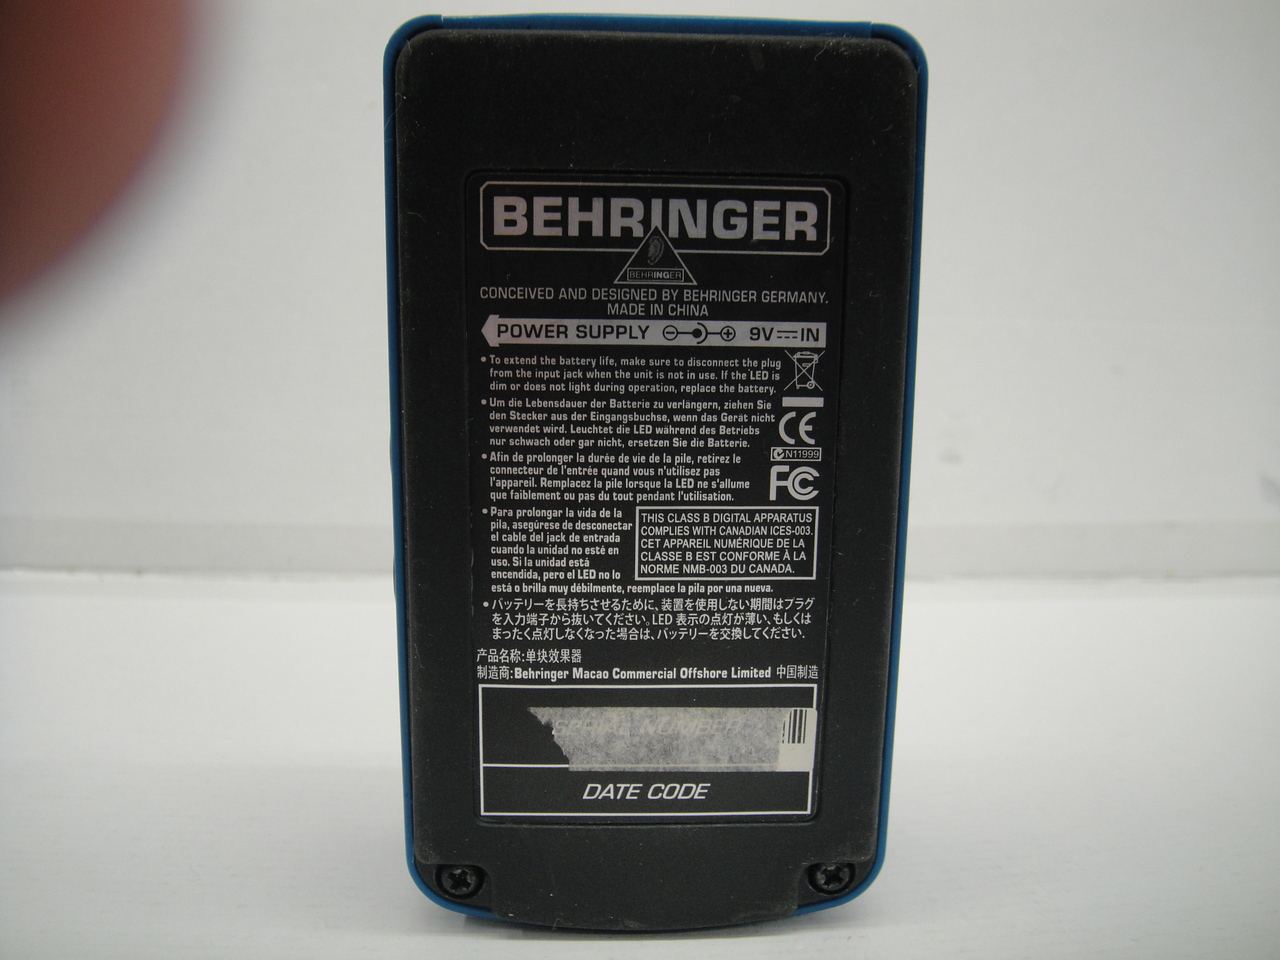 BEHRINGER
BEHRINGER
CONCEIVED AND DESIGNED BY BEHRINGER GERMANY.
MADE IN CHINA
POWER SUPPLY 9V IN
• To extend the battery life, make sure to disconnect the plug
from the input jack when the unit is not in use. If the LED is
dim or does not light during operation, replace the battery.
• Um die Lebensdauer der Batterie zu verlängern, ziehen Sie
den Stecker aus der Eingangsbuchse, wenn das Gerät nicht
verwendet wird. Leuchtet die LED während des Betriebs
nur schwach oder gar nicht, ersetzen Sie die Batterie.
CE
N11999
FC
• Afin de prolonger la durée de vie de la pile, retirez le
connecteur de l'entrée quand vous n'utilizez pas
l'appareil. Remplacez la pile lorsque la LED ne s'allume
que faiblement ou pas du tout pendant l'utilisation.
• Para prolongar la vida de la
pila, asegúrese de desconectar
el cable del jack de entrada
cuando la unidad no esté en
uso. Si la unidad está
encendida, pero el LED no lo
está o brilla muy débilmente, reemplace la pila por una nueva.
THIS CLASS B DIGITAL APPARATUS
COMPLIES WITH CANADIAN ICES-003.
CET APPAREIL NUMÉRIQUE DE LA
CLASSE B EST CONFORME À LA
NORME NMB-003 DU CANADA.
• バッテリーを長持ちさせるために、装置を使用しない期間はプラグ
を入力端子から抜いてください。LED 表示の点灯が薄い、もしくは
まったく点灯しなくなった場合は、バッテリーを交換してください.
产品名称:单块效果器
制造商:Behringer Macao Commercial Offshore Limited 中国制造
SERIAL NUMBER
DATE CODE